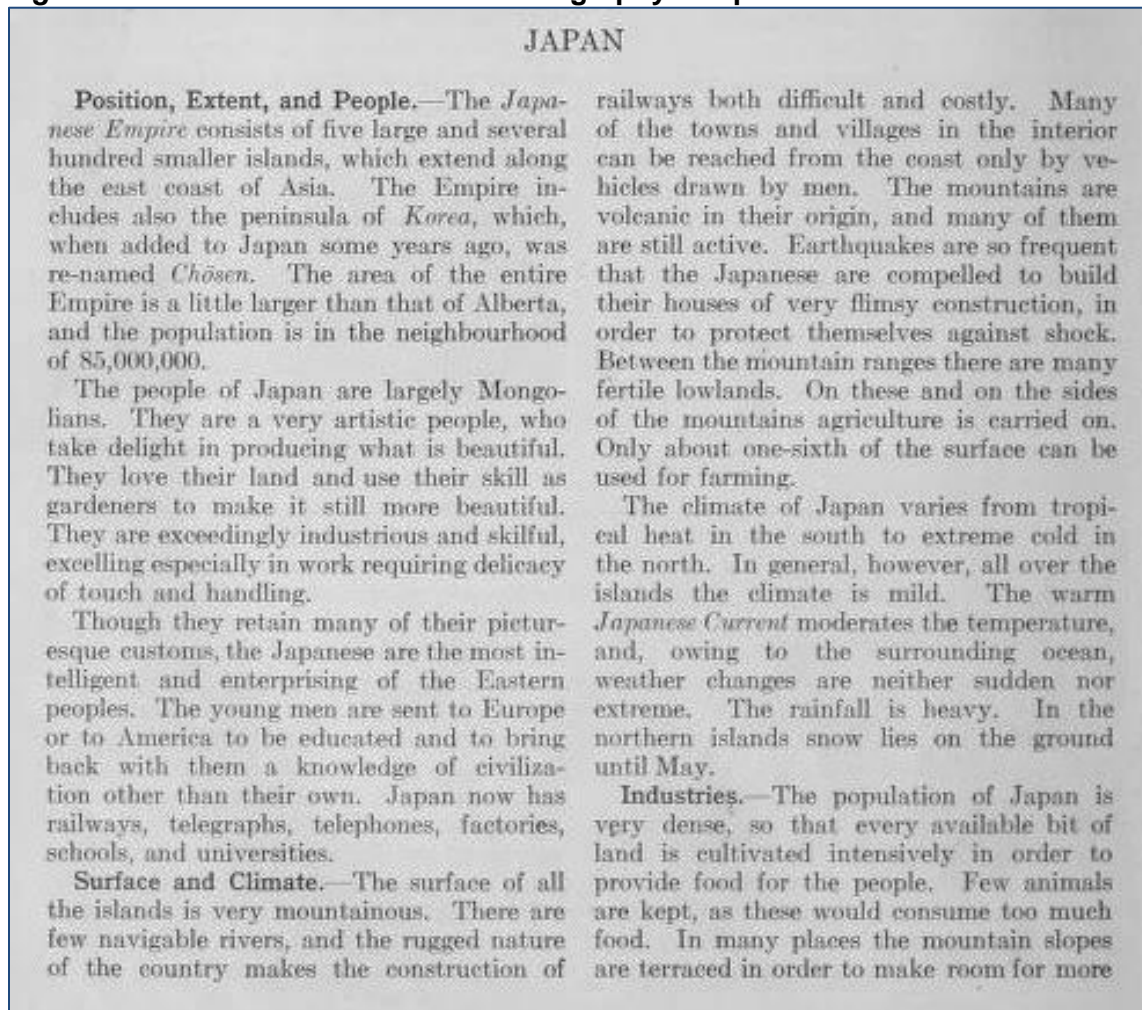 JAPAN
Position, Extent, and People.—The Japa-
nese Empire consists of five large and several
hundred smaller islands, which extend along
the east coast of Asia. The Empire in-
cludes also the peninsula of Korea, which,
when added to Japan some years ago, was
re-named Chōsen. The area of the entire
Empire is a little larger than that of Alberta,
and the population is in the neighbourhood
of 85,000,000.
The people of Japan are largely Mongo-
lians. They are a very artistic people, who
take delight in producing what is beautiful.
They love their land and use their skill as
gardeners to make it still more beautiful.
They are exceedingly industrious and skilful,
excelling especially in work requiring delicacy
of touch and handling.
Though they retain many of their pictur-
esque customs, the Japanese are the most in-
telligent and enterprising of the Eastern
peoples. The young men are sent to Europe
or to America to be educated and to bring
back with them a knowledge of civiliza-
tion other than their own. Japan now has
railways, telegraphs, telephones, factories,
schools, and universities.
Surface and Climate.—The surface of all
the islands is very mountainous. There are
few navigable rivers, and the rugged nature
of the country makes the construction of
railways both difficult and costly. Many
of the towns and villages in the interior
can be reached from the coast only by ve-
hicles drawn by men. The mountains are
volcanic in their origin, and many of them
are still active. Earthquakes are so frequent
that the Japanese are compelled to build
their houses of very flimsy construction, in
order to protect themselves against shock.
Between the mountain ranges there are many
fertile lowlands. On these and on the sides
of the mountains agriculture is carried on.
Only about one-sixth of the surface can be
used for farming.
The climate of Japan varies from tropi-
cal heat in the south to extreme cold in
the north. In general, however, all over the
islands the climate is mild. The warm
Japanese Current moderates the temperature,
and, owing to the surrounding ocean,
weather changes are neither sudden nor
extreme. The rainfall is heavy. In the
northern islands snow lies on the ground
until May.
Industries.—The population of Japan is
very dense, so that every available bit of
land is cultivated intensively in order to
provide food for the people. Few animals
are kept, as these would consume too much
food. In many places the mountain slopes
are terraced in order to make room for more